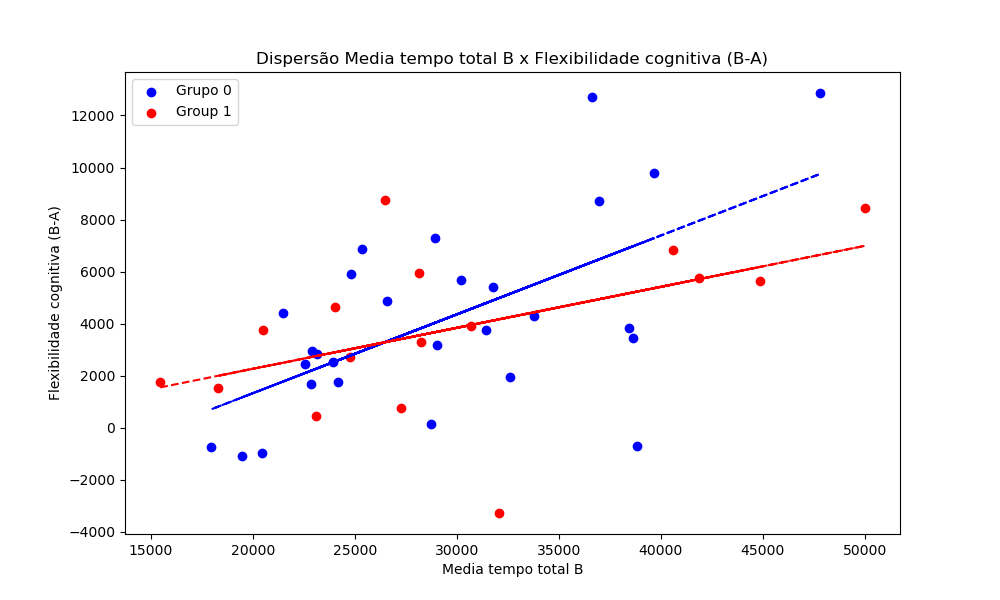 Dispersão Media tempo total B x Flexibilidade cognitiva (B-A)
Grupo 0
Group 1
Flexibilidade cognitiva (B-A)
12000
10000
8000
6000
4000
2000
0
−2000
−4000
15000 20000 25000 30000 35000 40000 45000 50000
Media tempo total B